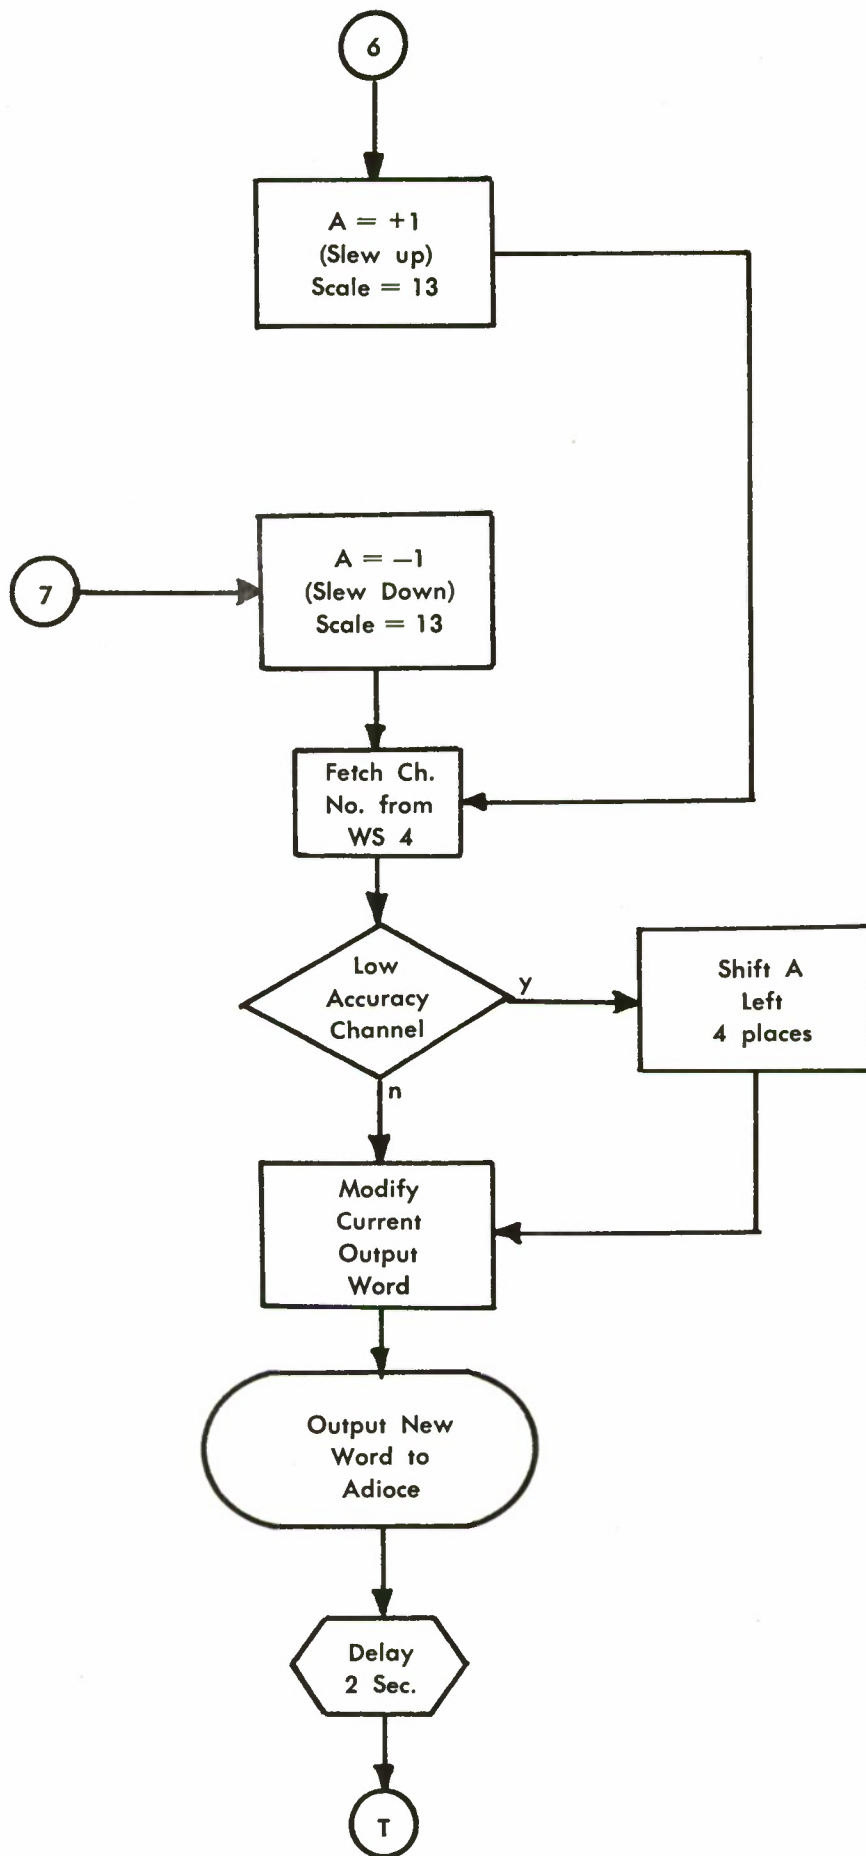 6
A = +1
(Slew up)
Scale = 13
7
A = —1
(Slew Down)
Scale = 13
Fetch Ch.
No. from
WS 4
Low
Accuracy
Channel
y
Shift A
Left
4 places
n
Modify
Current
Output
Word
Output New
Word to
Adioce
Delay
2 Sec.
T